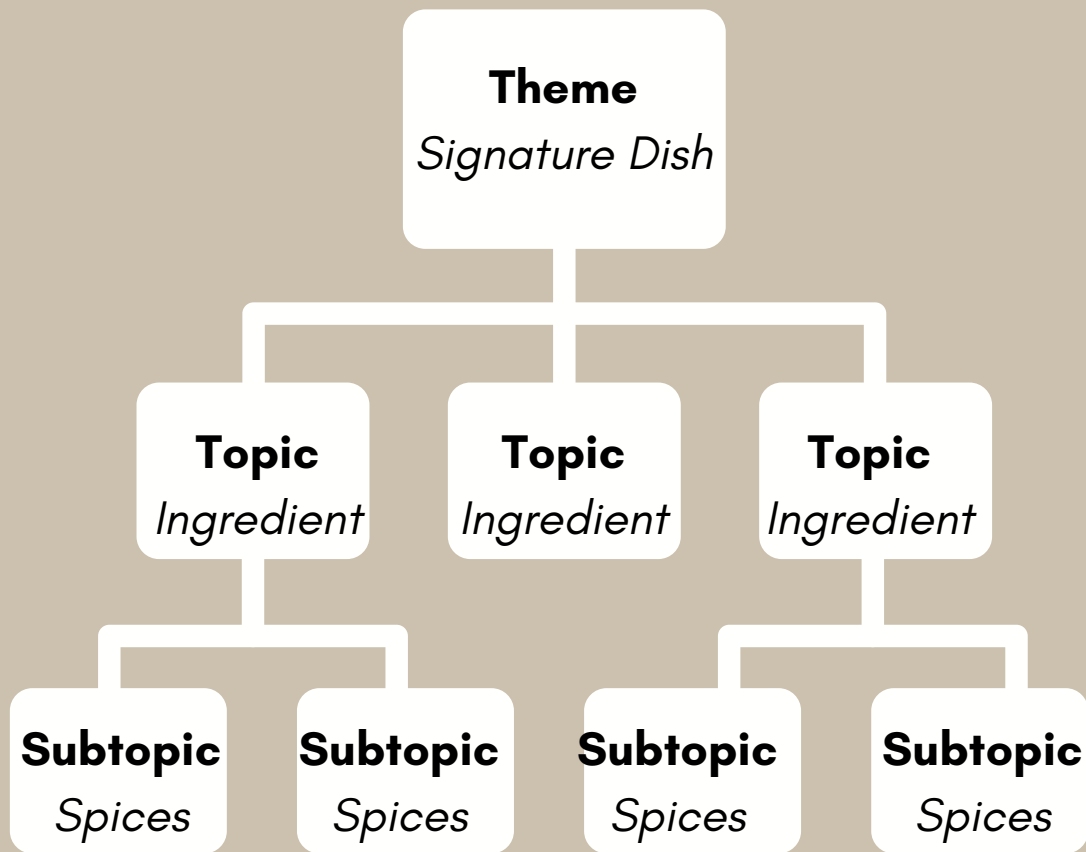 Theme
Signature Dish
Topic
Ingredient
Topic
Ingredient
Topic
Ingredient
Subtopic
Spices
Subtopic
Spices
Subtopic
Spices
Subtopic
Spices